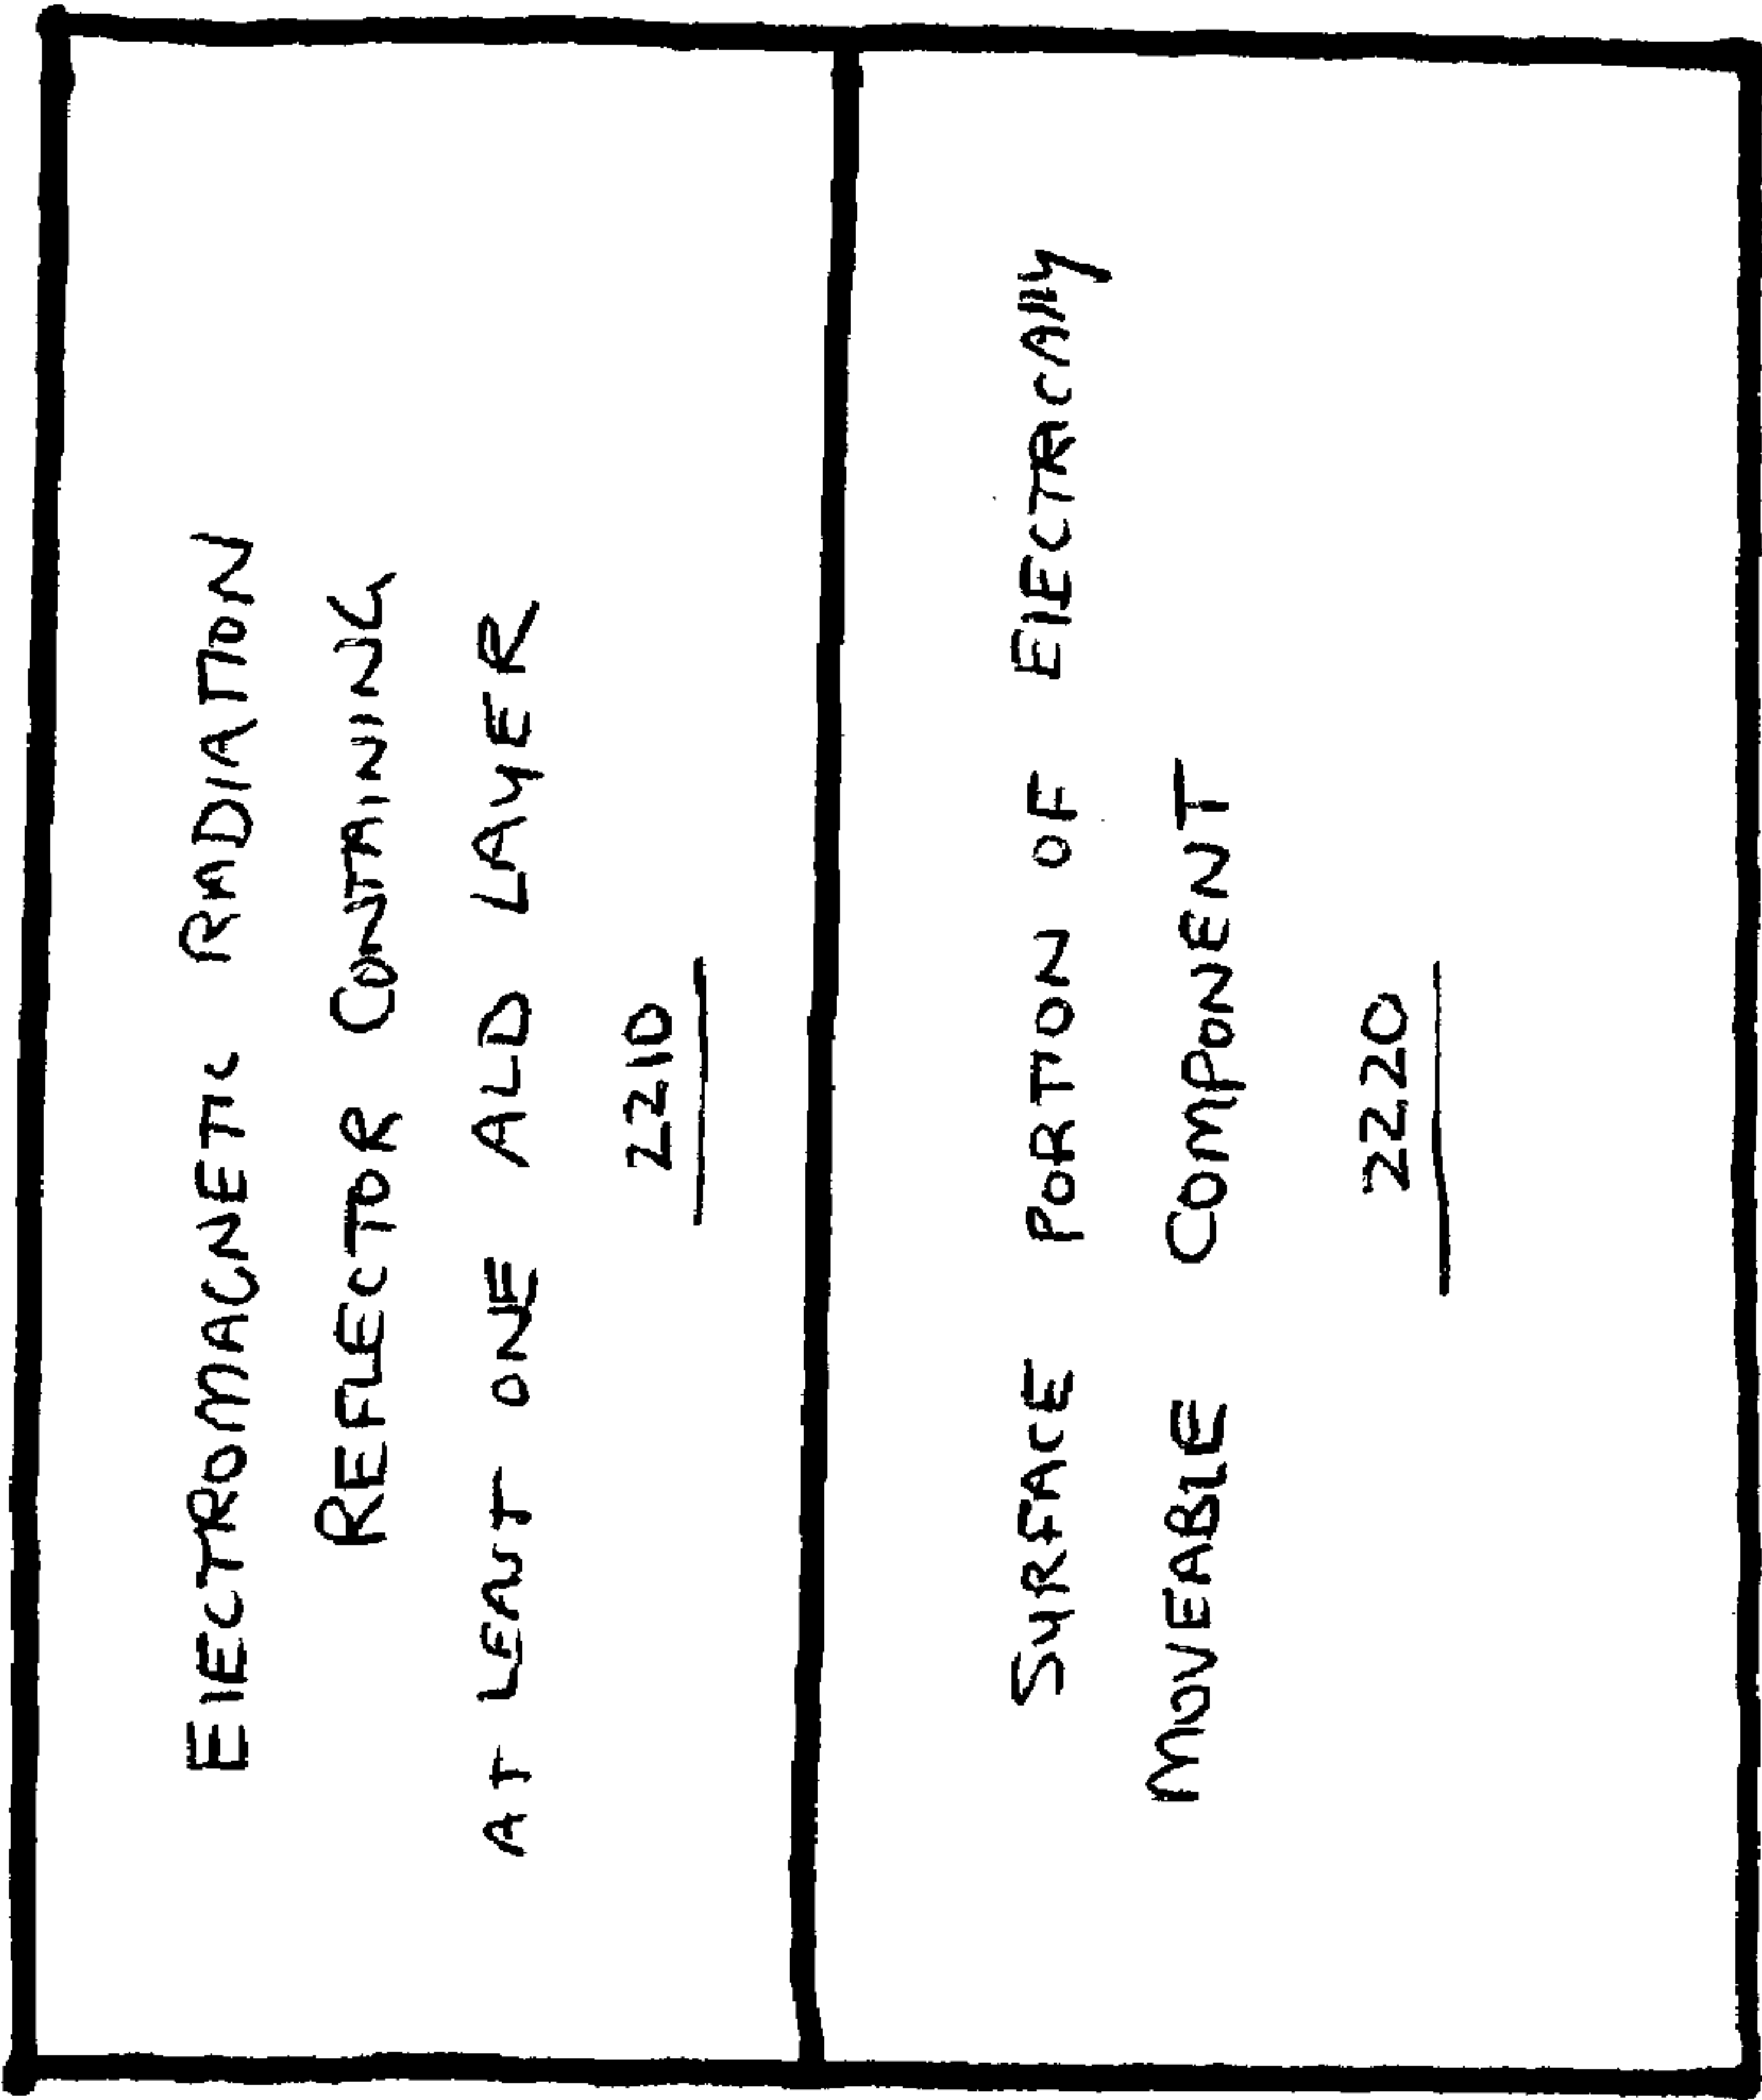 ElECTROMAGNETIC RADIATION
REFLECTOR CONTAINING
AT LEAST ONE ALD LAYER
2210
SURFACE PORTION OF ElECTRICAlly
MOVEABLE COMPONENT
2220